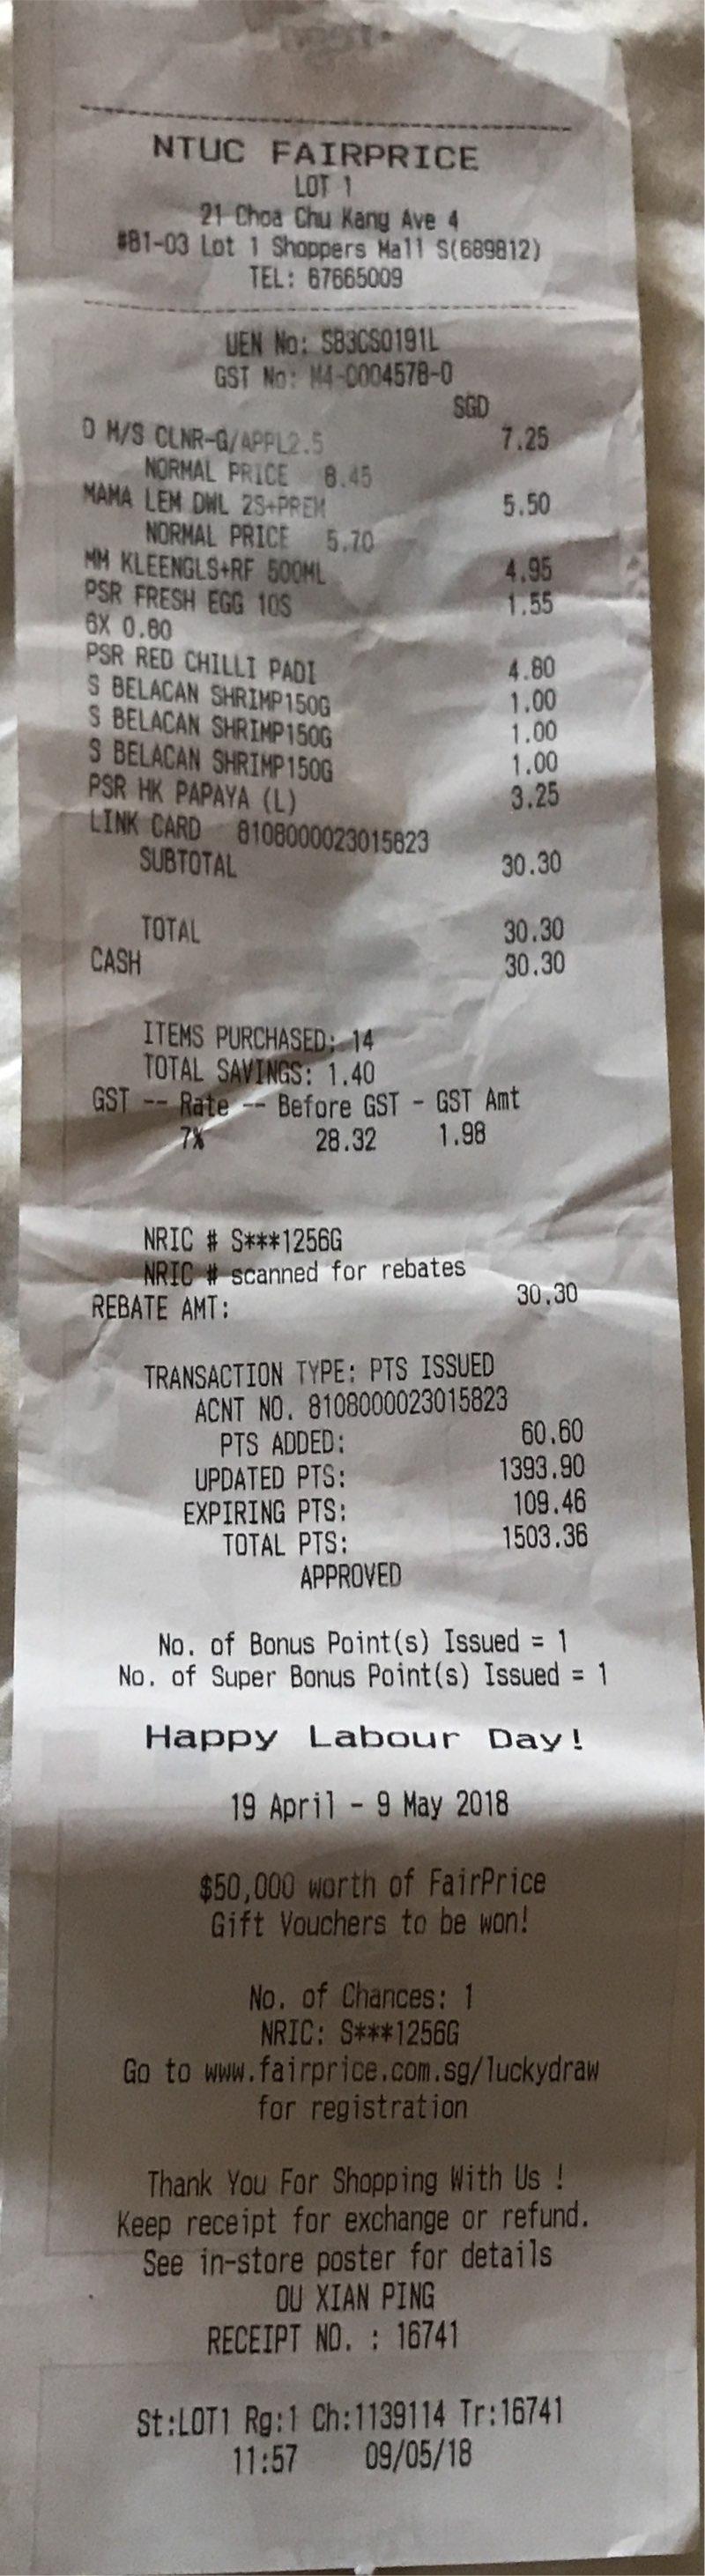 NTUC FAIRPRICE
LOT 1
21 Choa Chu Kang Ave 4
#B1-03 Lot 1 Shoppers Mall S(689812)
TEL: 67665009
UEN No: S83CS0191L
GST No: M4-0004578-0
SGD
D M/S CLNR-G/APPL2.5 7.25
NORMAL PRICE 8.45
MAMA LEM DWL 2S+PREM 5.50
NORMAL PRICE 5.70
MM KLEENGLS+RF 500ML 4.95
PSR FRESH EGG 10S 1.55
6X 0.80
PSR RED CHILLI PADI 4.80
S BELACAN SHRIMP150G 1.00
S BELACAN SHRIMP150G 1.00
S BELACAN SHRIMP150G 1.00
PSR HK PAPAYA (L) 3.25
LINK CARD 8108000023015823
SUBTOTAL 30.30
TOTAL 30.30
CASH 30.30
ITEMS PURCHASED: 14
TOTAL SAVINGS: 1.40
GST -- Rate -- Before GST - GST Amt
7% 28.32 1.98
NRIC # S***1256G
NRIC # scanned for rebates
REBATE AMT: 30.30
TRANSACTION TYPE: PTS ISSUED
ACNT NO. 8108000023015823
PTS ADDED: 60.60
UPDATED PTS: 1393.90
EXPIRING PTS: 109.46
TOTAL PTS: 1503.36
APPROVED
No. of Bonus Point(s) Issued = 1
No. of Super Bonus Point(s) Issued = 1
Happy Labour Day!
19 April - 9 May 2018
$50,000 worth of FairPrice
Gift Vouchers to be won!
No. of Chances: 1
NRIC: S***1256G
Go to www.fairprice.com.sg/luckydraw
for registration
Thank You For Shopping With Us !
Keep receipt for exchange or refund.
See in-store poster for details
OU XIAN PING
RECEIPT NO. : 16741
St:LOT1 Rg:1 Ch:1139114 Tr:16741
11:57 09/05/18